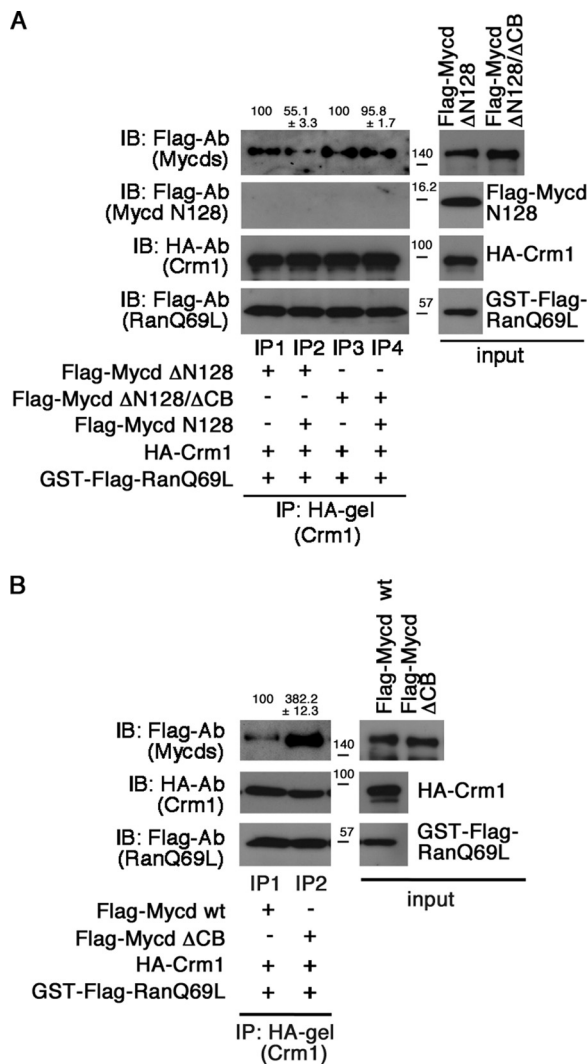 A
Flag-Mycd
ΔN128
Flag-Mycd
ΔN128/ΔCB
100 55.1 100 95.8
± 3.3 ± 1.7
IB: Flag-Ab
(Mycds)
140
IB: Flag-Ab
(Mycd N128)
16.2
Flag-Mycd
N128
IB: HA-Ab
(Crm1)
100
HA-Crm1
IB: Flag-Ab
(RanQ69L)
57
GST-Flag-
RanQ69L
IP1 IP2 IP3 IP4
input
Flag-Mycd ΔN128 + + - -
Flag-Mycd ΔN128/ΔCB - - + +
Flag-Mycd N128 - + - +
HA-Crm1 + + + +
GST-Flag-RanQ69L + + + +
IP: HA-gel
(Crm1)
B
Flag-Mycd wt
Flag-Mycd
ΔCB
100 382.2
± 12.3
IB: Flag-Ab
(Mycds)
140
IB: HA-Ab
(Crm1)
100
HA-Crm1
IB: Flag-Ab
(RanQ69L)
57
GST-Flag-
RanQ69L
IP1 IP2
input
Flag-Mycd wt + -
Flag-Mycd ΔCB - +
HA-Crm1 + +
GST-Flag-RanQ69L + +
IP: HA-gel
(Crm1)